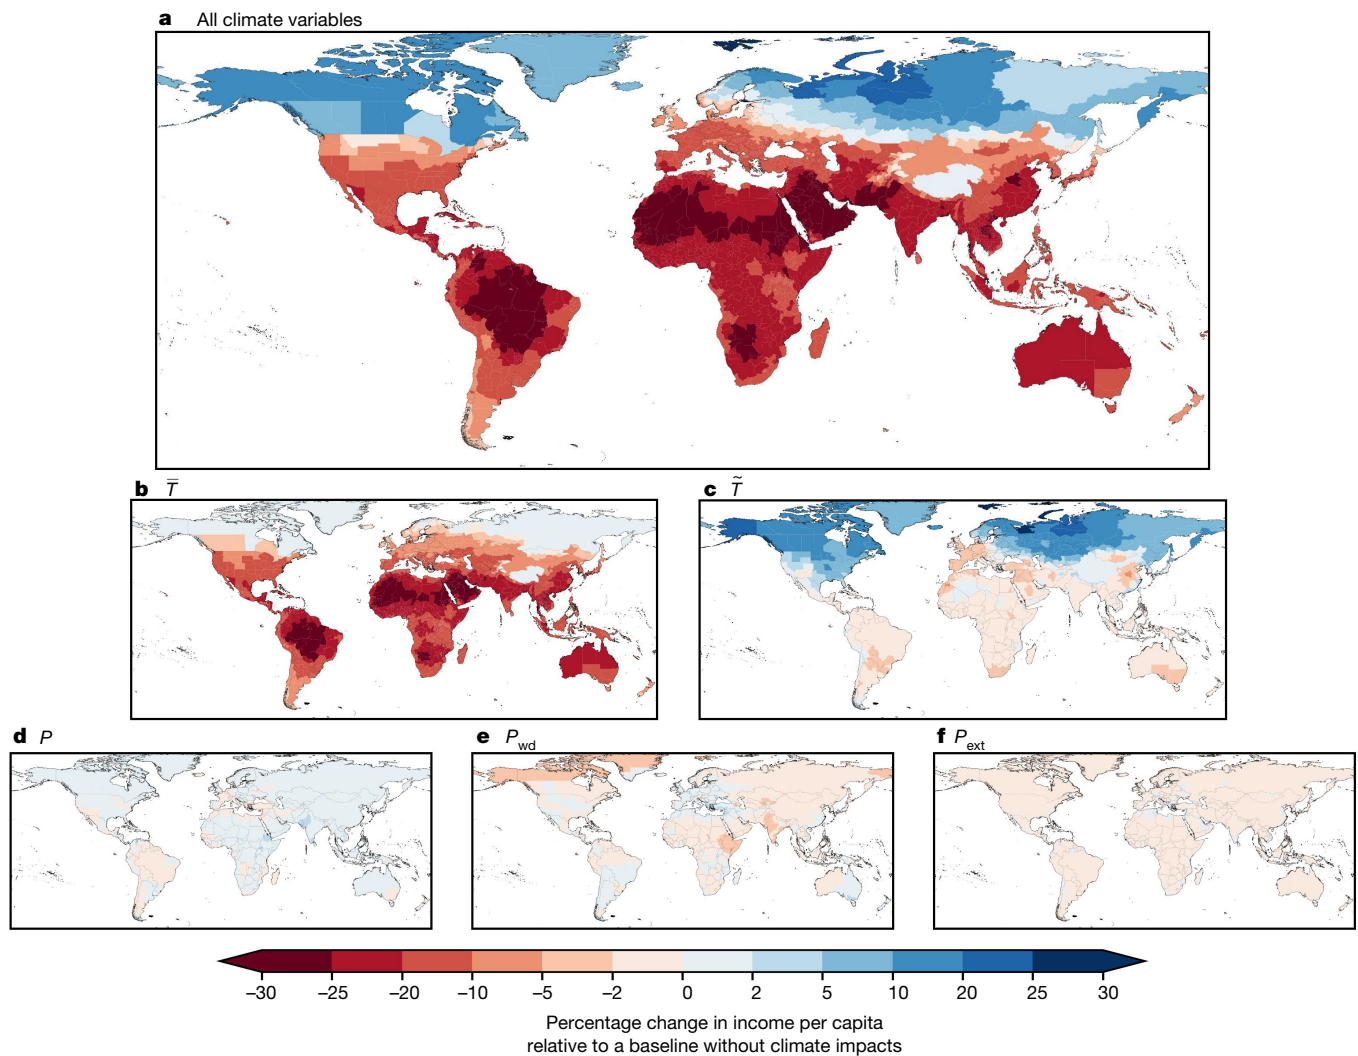 a All climate variables
b T̅
c T̃
d P
e Pwd
f Pext
–30 –25 –20 –10 –5 –2 0 2 5 10 20 25 30
Percentage change in income per capita
relative to a baseline without climate impacts